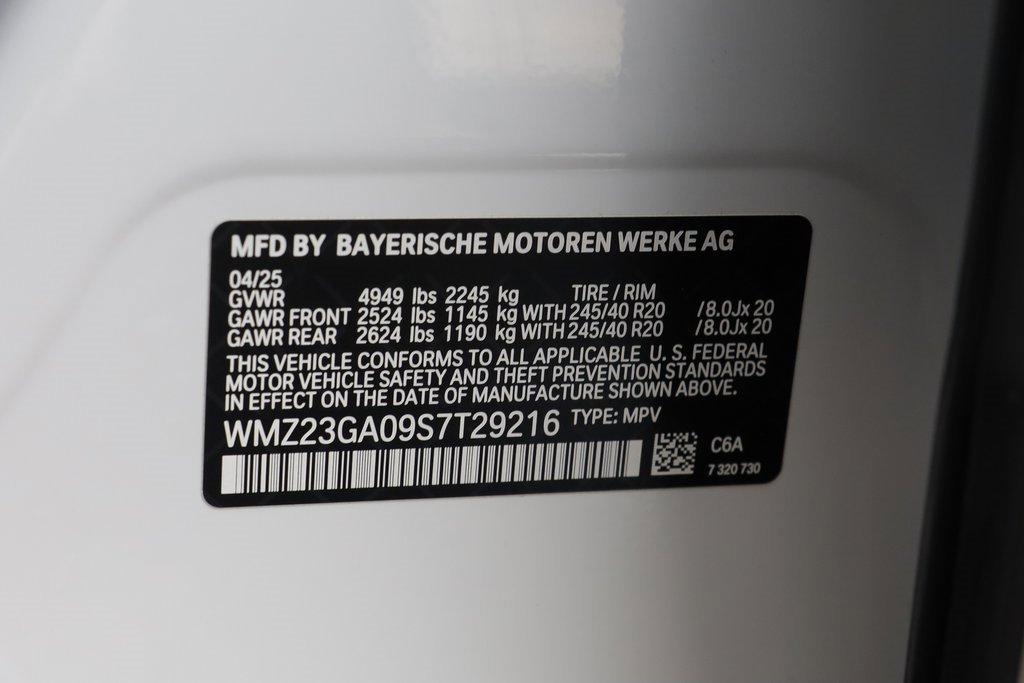 MFD BY BAYERISCHE MOTOREN WERKE AG
04/25
GVWR 4949 lbs 2245 kg TIRE / RIM
GAWR FRONT 2524 lbs 1145 kg WITH 245/40 R20 /8.0Jx 20
GAWR REAR 2624 lbs 1190 kg WITH 245/40 R20 /8.0Jx 20
THIS VEHICLE CONFORMS TO ALL APPLICABLE U. S. FEDERAL
MOTOR VEHICLE SAFETY AND THEFT PREVENTION STANDARDS
IN EFFECT ON THE DATE OF MANUFACTURE SHOWN ABOVE.
WMZ23GA09S7T29216 TYPE: MPV
C6A
7 320 730